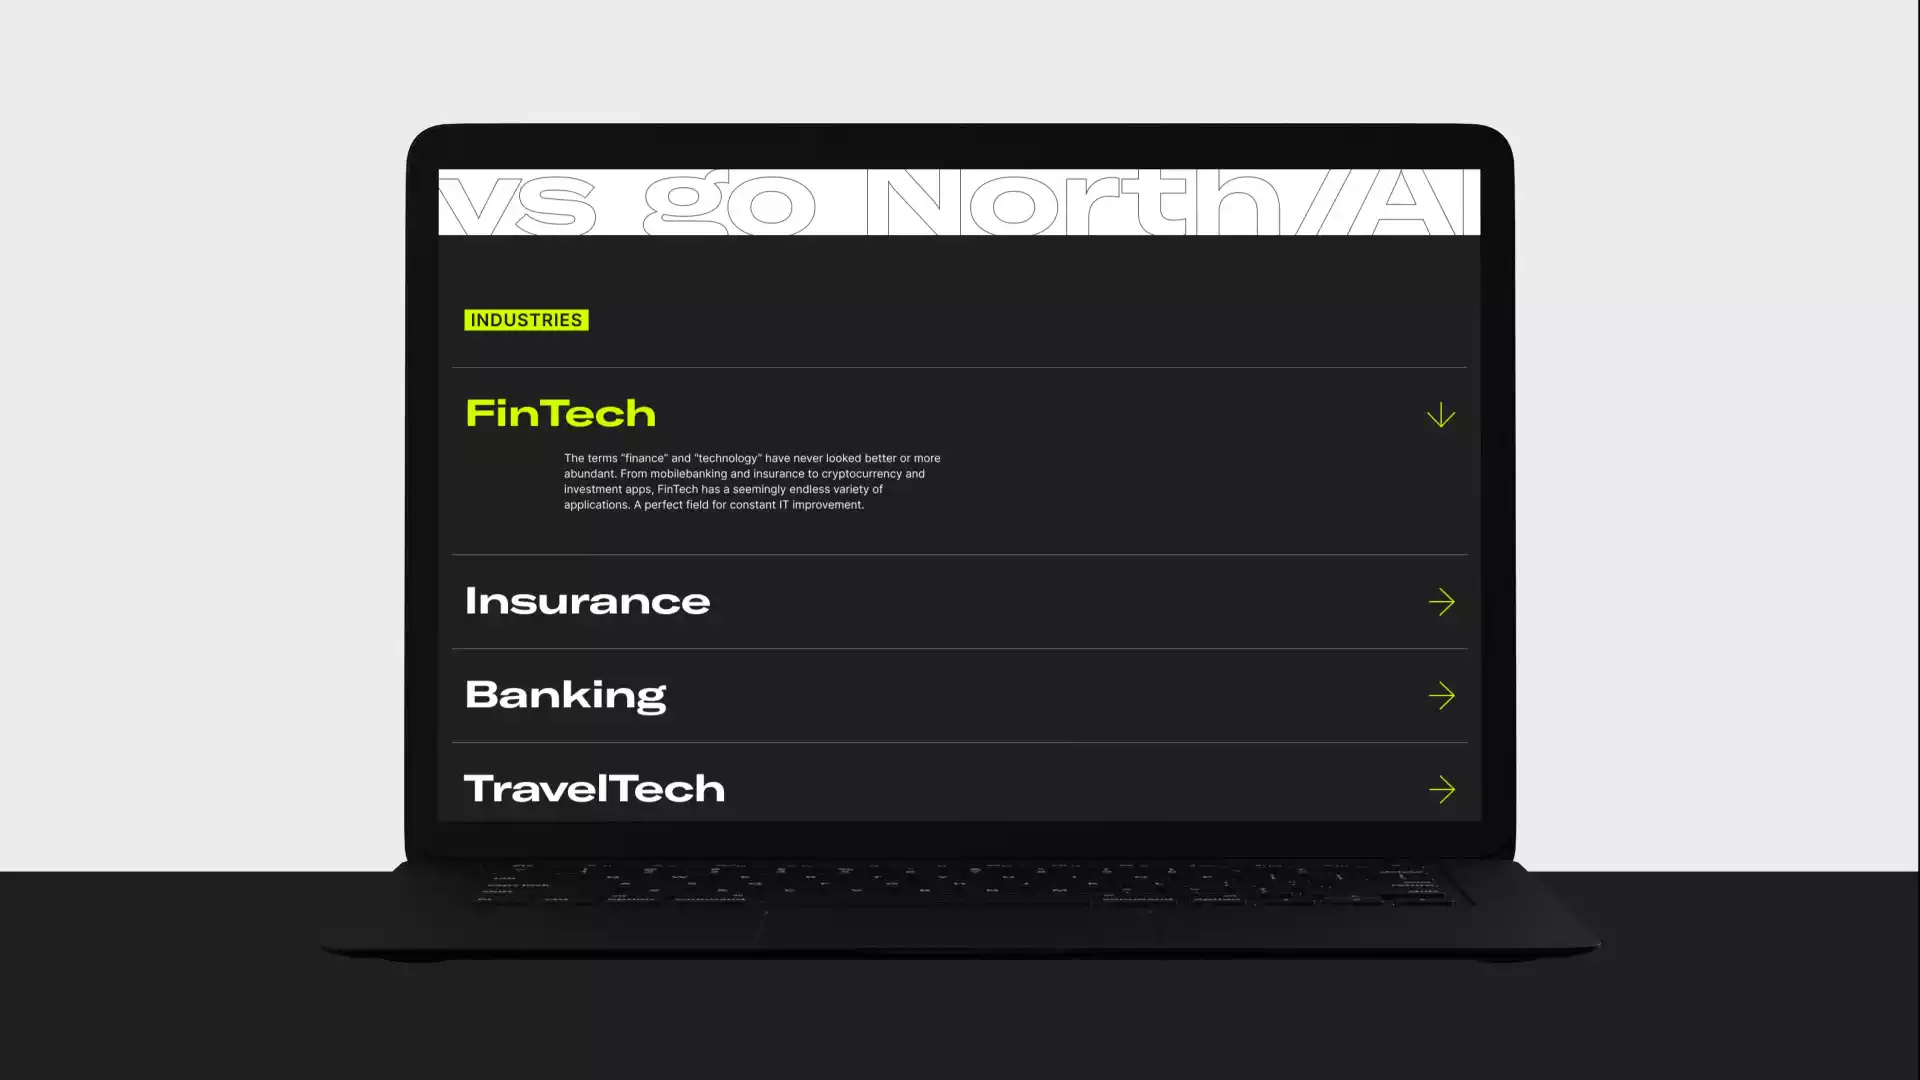 vs go North//A
INDUSTRIES
FinTech
The terms “finance” and “technology” have never looked better or more
abundant. From mobilebanking and insurance to cryptocurrency and
investment apps, FinTech has a seemingly endless variety of
applications. A perfect field for constant IT improvement.
Insurance
Banking
TravelTech